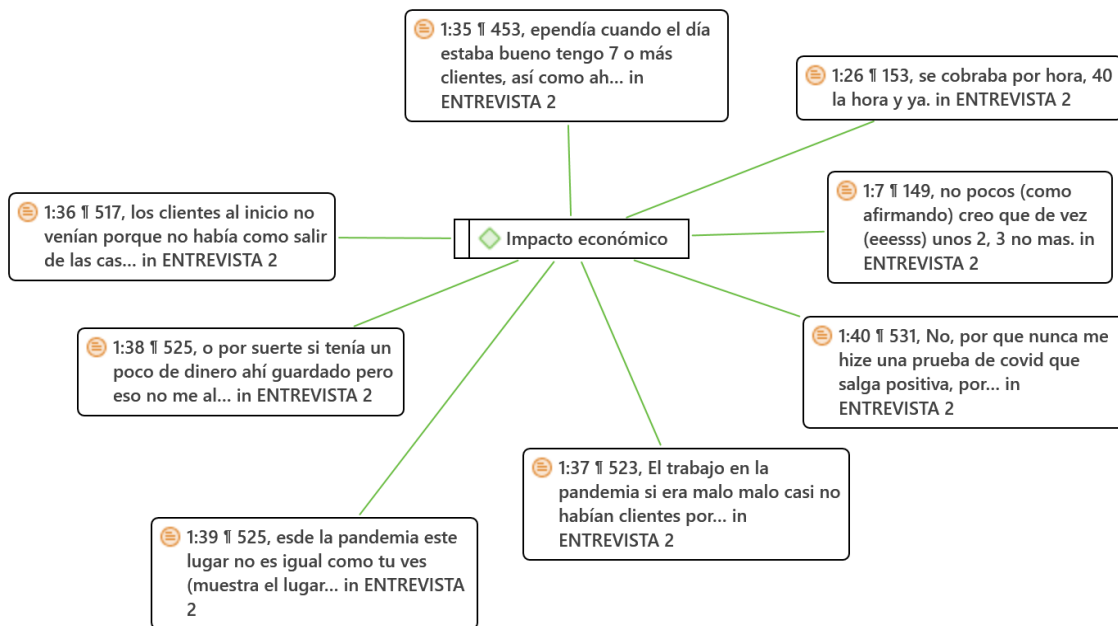 1:35 ¶ 453, ependía cuando el día
estaba bueno tengo 7 o más
clientes, así como ah... in
ENTREVISTA 2
1:26 ¶ 153, se cobraba por hora, 40
la hora y ya. in ENTREVISTA 2
1:7 ¶ 149, no pocos (como
afirmando) creo que de vez
(eeesss) unos 2, 3 no mas. in
ENTREVISTA 2
1:36 ¶ 517, los clientes al inicio no
venían porque no había como salir
de las cas... in ENTREVISTA 2
Impacto económico
1:38 ¶ 525, o por suerte si tenía un
poco de dinero ahí guardado pero
eso no me al... in ENTREVISTA 2
1:40 ¶ 531, No, por que nunca me
hize una prueba de covid que
salga positiva, por... in
ENTREVISTA 2
1:37 ¶ 523, El trabajo en la
pandemia si era malo malo casi no
habían clientes por... in
ENTREVISTA 2
1:39 ¶ 525, esde la pandemia este
lugar no es igual como tu ves
(muestra el lugar... in ENTREVISTA
2